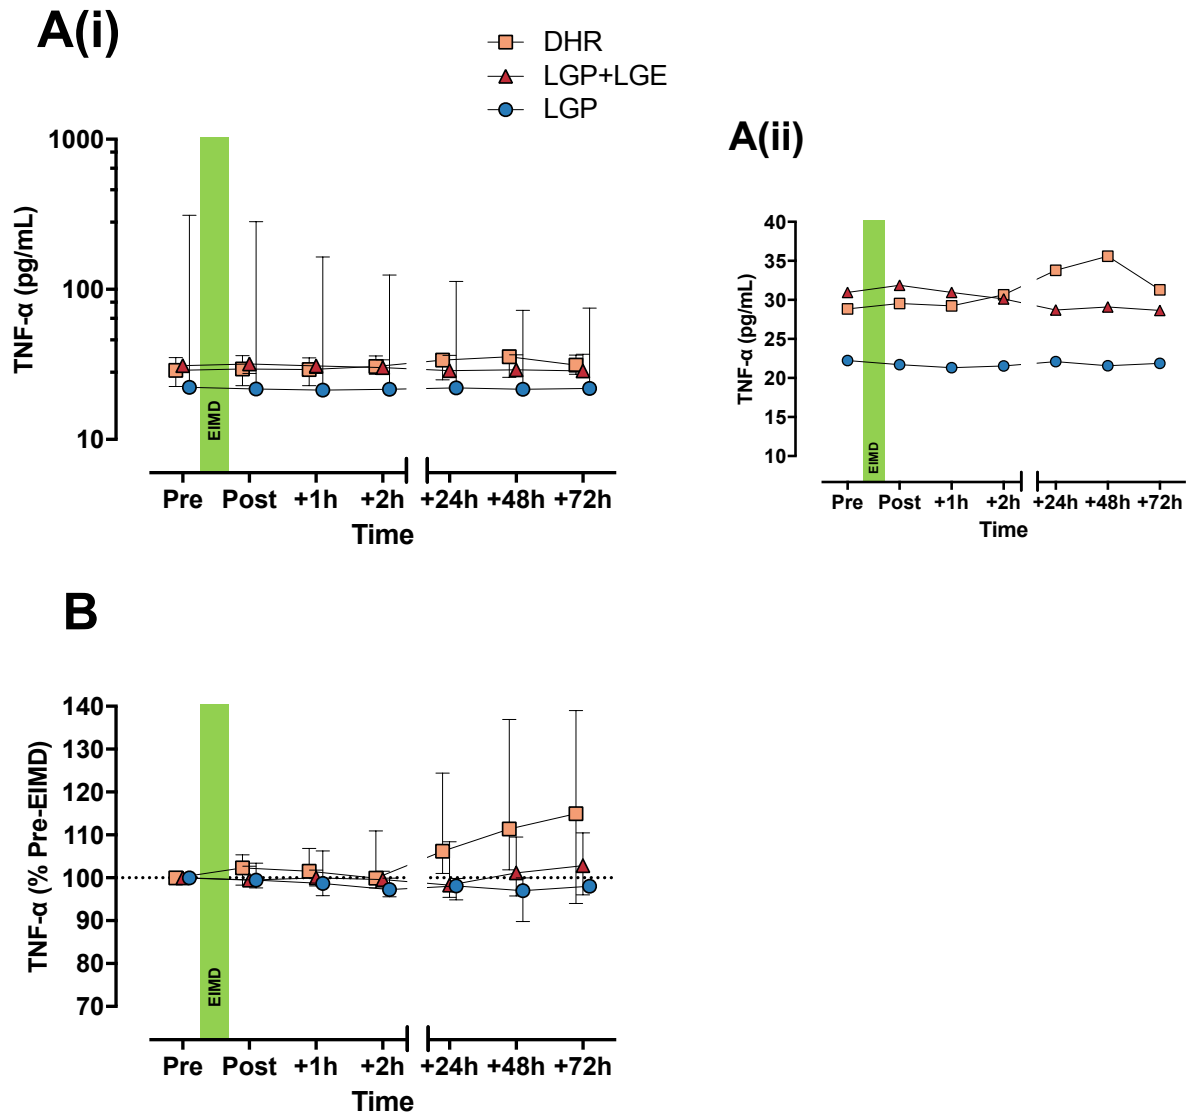 A(i)
DHR
LGP+LGE
LGP
1000
100
10
TNF-α (pg/mL)
EIMD
Pre Post +1h +2h +24h +48h +72h
Time
A(ii)
40
35
30
25
20
15
10
TNF-α (pg/mL)
EIMD
Pre Post +1h +2h +24h +48h +72h
Time
B
140
130
120
110
100
90
80
70
TNF-α (% Pre-EIMD)
EIMD
Pre Post +1h +2h +24h +48h +72h
Time